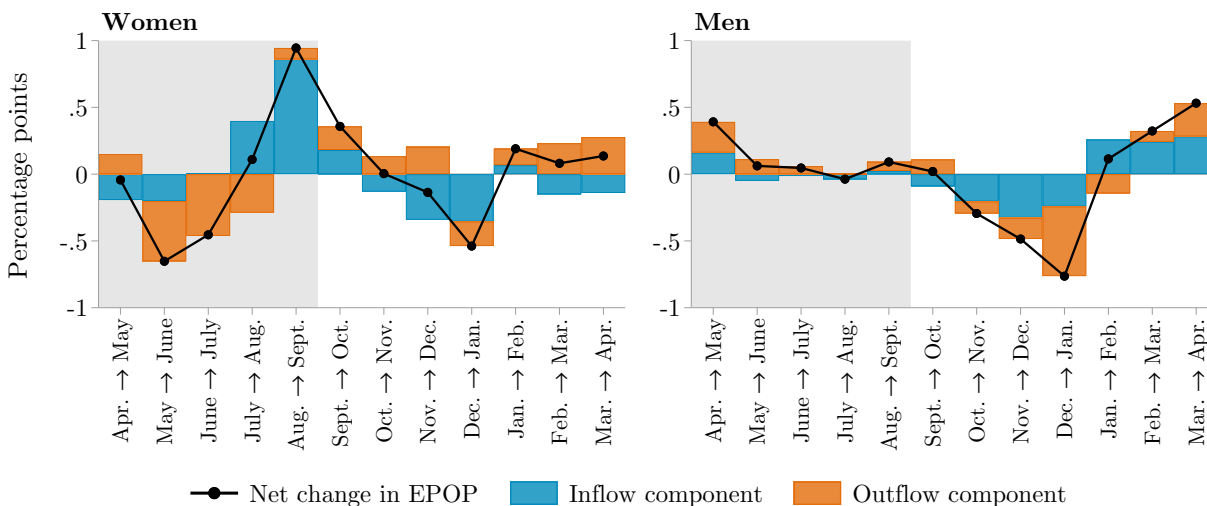 Women
Men
Percentage points
1
.5
0
-.5
-1
1
.5
0
-.5
-1
Apr. → May
May → June
June → July
July → Aug.
Aug. → Sept.
Sept. → Oct.
Oct. → Nov.
Nov. → Dec.
Dec. → Jan.
Jan. → Feb.
Feb. → Mar.
Mar. → Apr.
Apr. → May
May → June
June → July
July → Aug.
Aug. → Sept.
Sept. → Oct.
Oct. → Nov.
Nov. → Dec.
Dec. → Jan.
Jan. → Feb.
Feb. → Mar.
Mar. → Apr.
Net change in EPOP
Inflow component
Outflow component